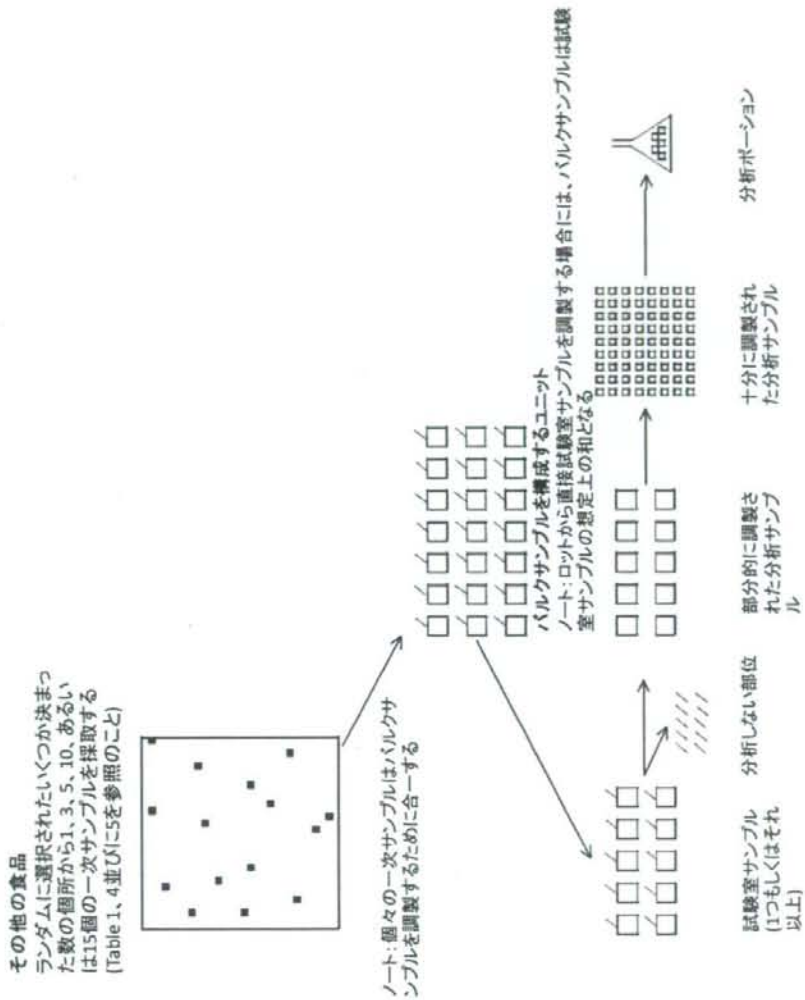 その他の食品
ランダムに選択されたいくつか決まっ
た数の個所から1、3、5、10、あるい
は15個の一次サンプルを採取する
(Table 1、4並びに5を参照のこと)
ノート：個々の一次サンプルはバルクサ
ンプルを調製するために合一する
バルクサンプルを構成するユニット
ノート：ロットから直接試験室サンプルを調製する場合には、バルクサンプルは試験
室サンプルの想定上の和となる
試験室サンプル
(1つもしくはそれ
以上)
分析しない部位
部分的に調製さ
れた分析サンプ
ル
十分に調製され
た分析サンプル
分析ポーション